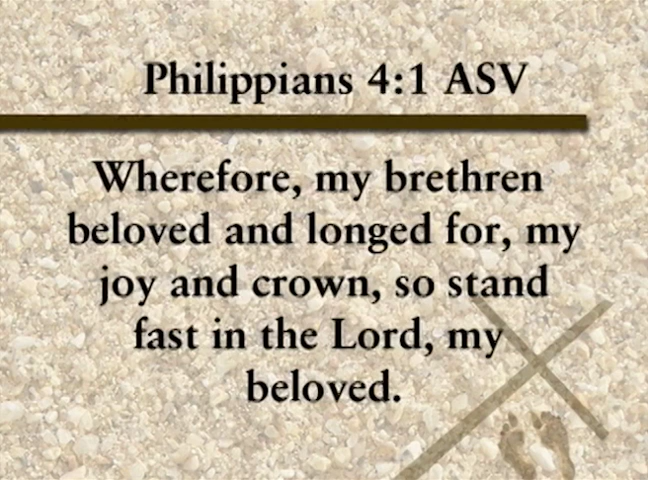 Philippians 4:1 ASV
Wherefore, my brethren
beloved and longed for, my
joy and crown, so stand
fast in the Lord, my
beloved.